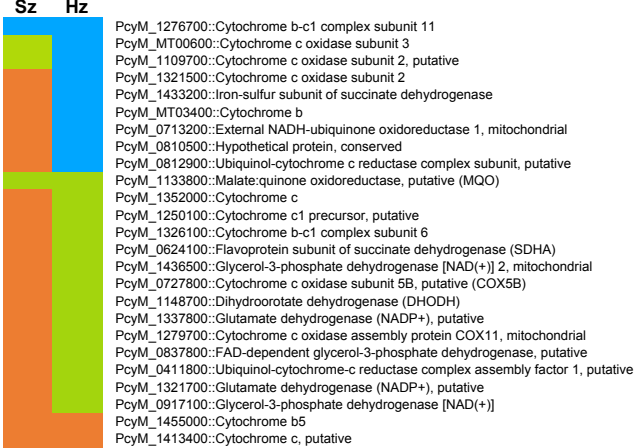 Sz Hz
PcyM_1276700::Cytochrome b-c1 complex subunit 11
PcyM_MT00600::Cytochrome c oxidase subunit 3
PcyM_1109700::Cytochrome c oxidase subunit 2, putative
PcyM_1321500::Cytochrome c oxidase subunit 2
PcyM_1433200::Iron-sulfur subunit of succinate dehydrogenase
PcyM_MT03400::Cytochrome b
PcyM_0713200::External NADH-ubiquinone oxidoreductase 1, mitochondrial
PcyM_0810500::Hypothetical protein, conserved
PcyM_0812900::Ubiquinol-cytochrome c reductase complex subunit, putative
PcyM_1133800::Malate:quinone oxidoreductase, putative (MQO)
PcyM_1352000::Cytochrome c
PcyM_1250100::Cytochrome c1 precursor, putative
PcyM_1326100::Cytochrome b-c1 complex subunit 6
PcyM_0624100::Flavoprotein subunit of succinate dehydrogenase (SDHA)
PcyM_1436500::Glycerol-3-phosphate dehydrogenase [NAD(+)] 2, mitochondrial
PcyM_0727800::Cytochrome c oxidase subunit 5B, putative (COX5B)
PcyM_1148700::Dihydroorotate dehydrogenase (DHODH)
PcyM_1337800::Glutamate dehydrogenase (NADP+), putative
PcyM_1279700::Cytochrome c oxidase assembly protein COX11, mitochondrial
PcyM_0837800::FAD-dependent glycerol-3-phosphate dehydrogenase, putative
PcyM_0411800::Ubiquinol-cytochrome-c reductase complex assembly factor 1, putative
PcyM_1321700::Glutamate dehydrogenase (NADP+), putative
PcyM_0917100::Glycerol-3-phosphate dehydrogenase [NAD(+)]
PcyM_1455000::Cytochrome b5
PcyM_1413400::Cytochrome c, putative